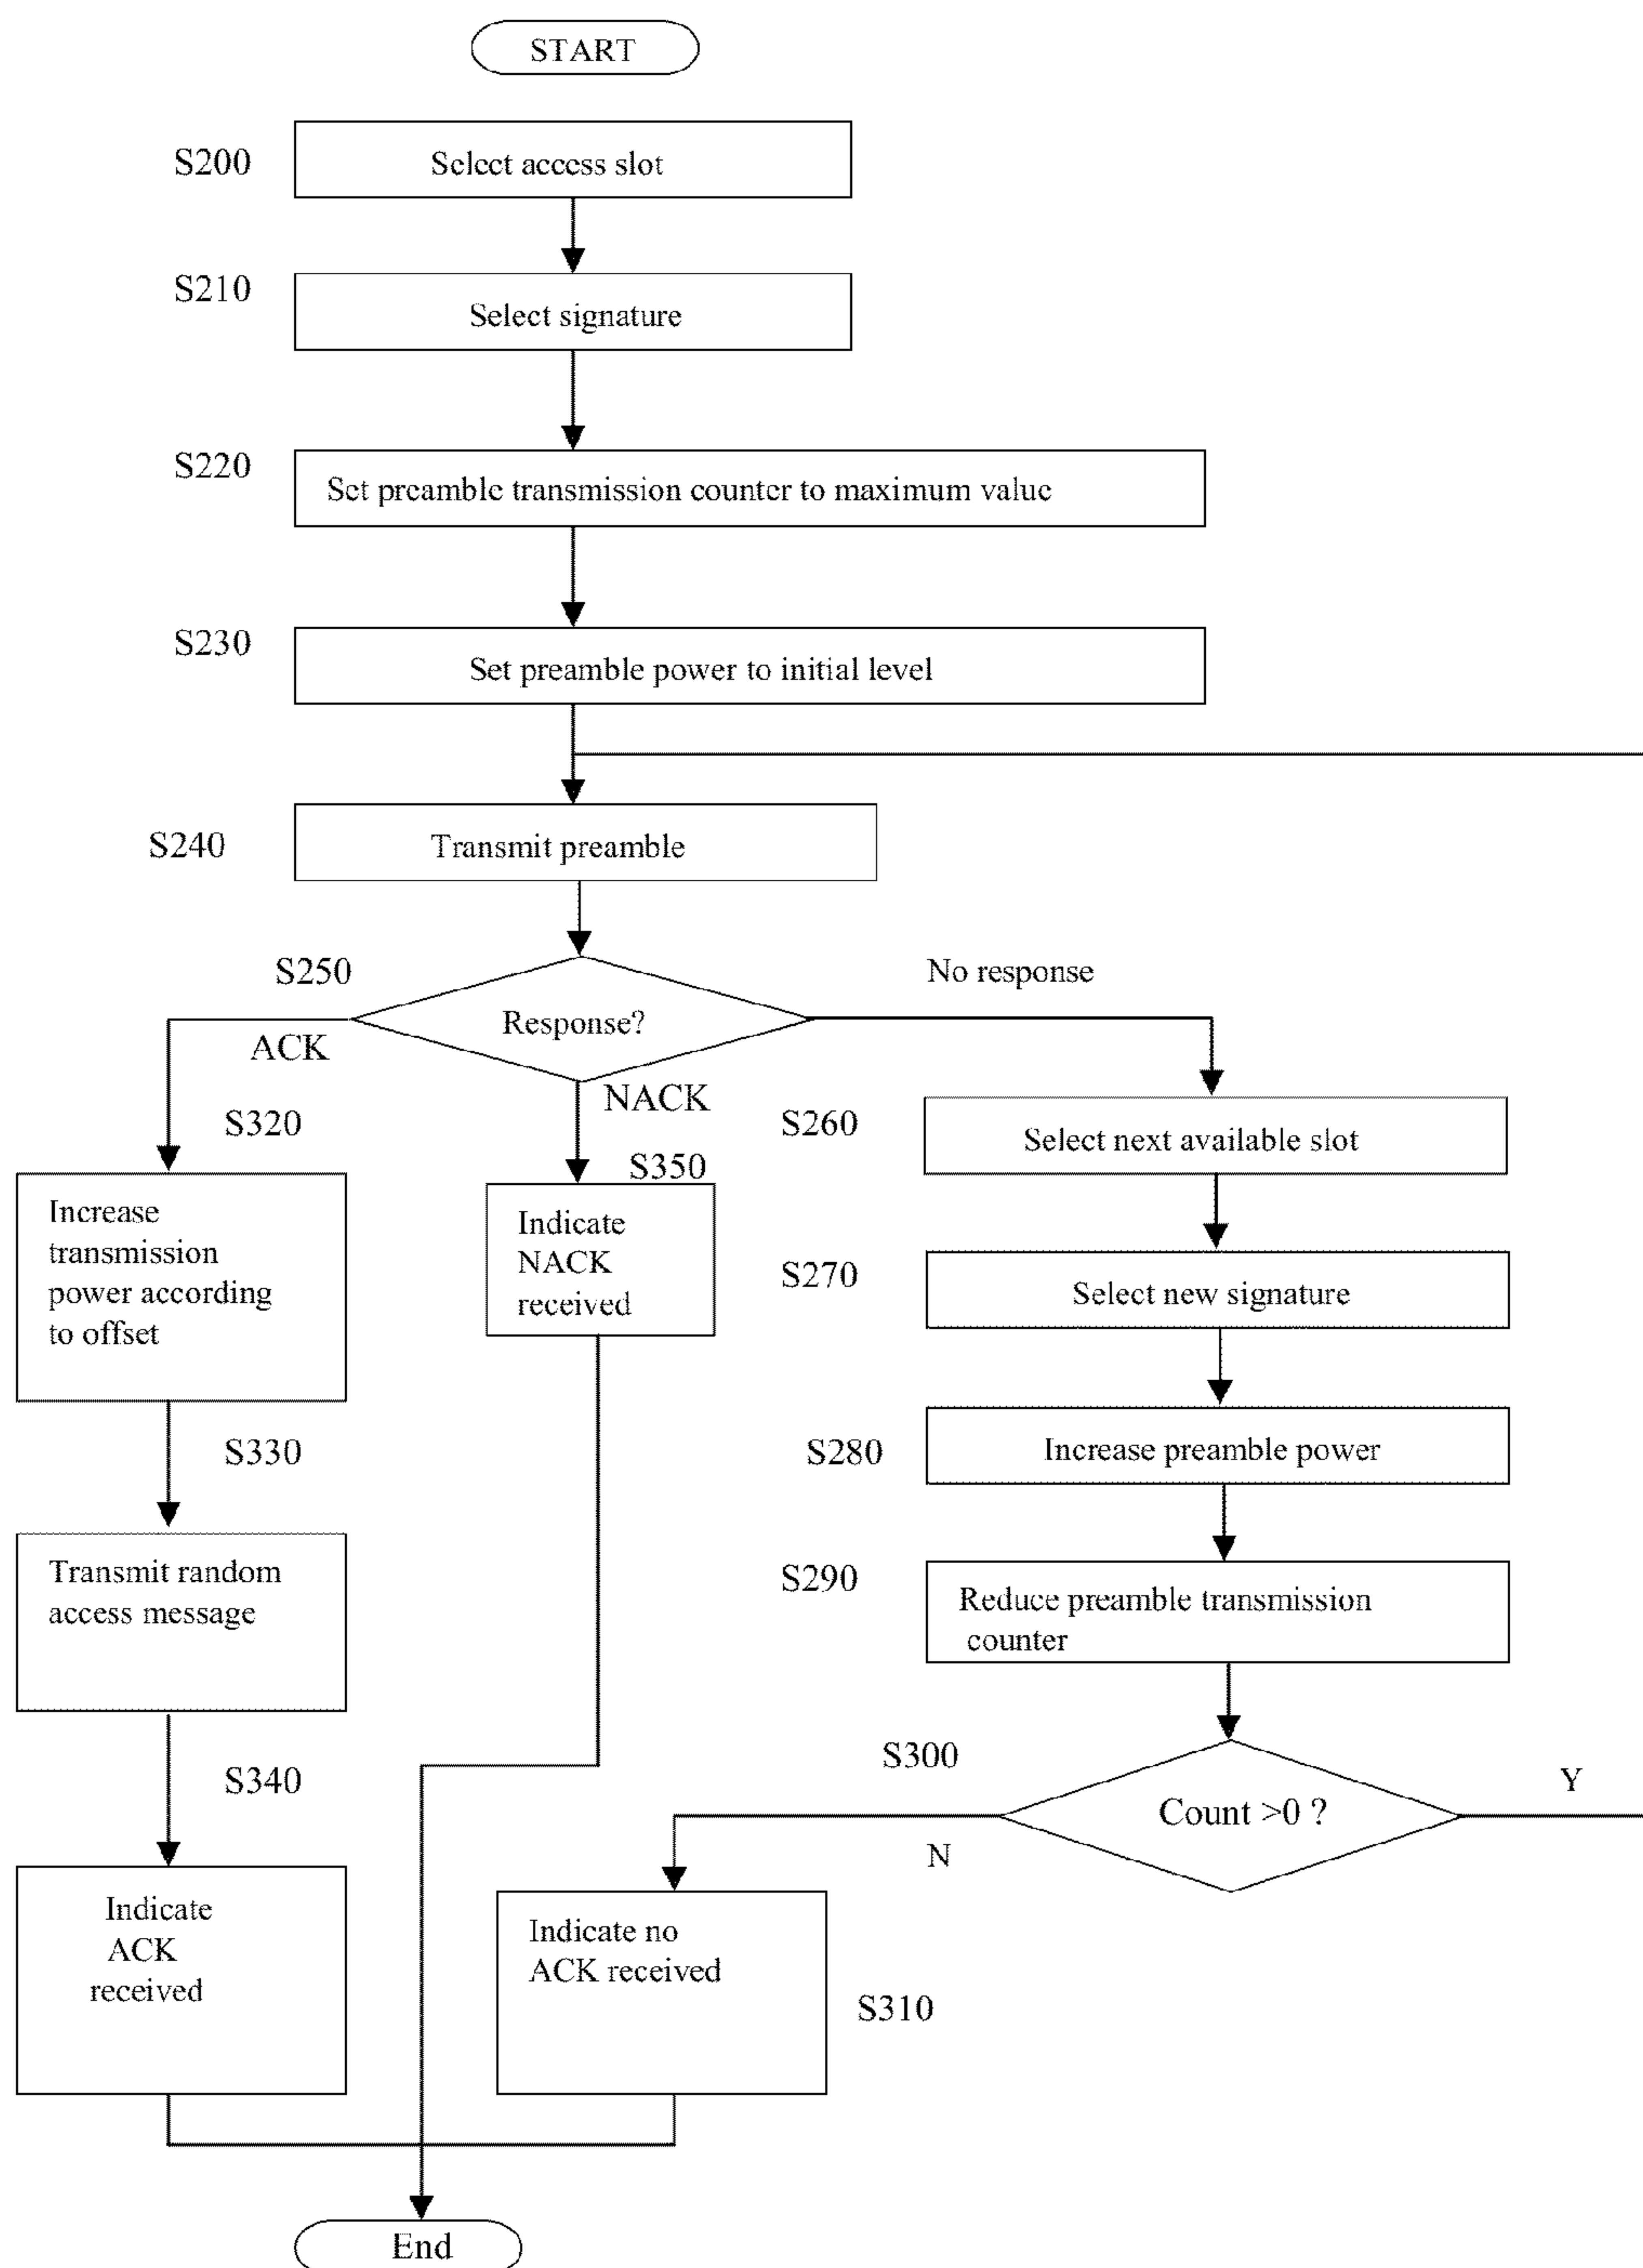 START
S200
Select access slot
S210
Select signature
S220
Set preamble transmission counter to maximum value
S230
Set preamble power to initial level
S240
Transmit preamble
S250
Response?
No response
ACK
NACK
S320
S350
S260
Select next available slot
Increase
transmission
power according
to offset
Indicate
NACK
received
S270
Select new signature
S330
S280
Increase preamble power
Transmit random
access message
S290
Reduce preamble transmission
counter
S340
S300
Count >0 ?
Y
N
Indicate
ACK
received
Indicate no
ACK received
S310
End